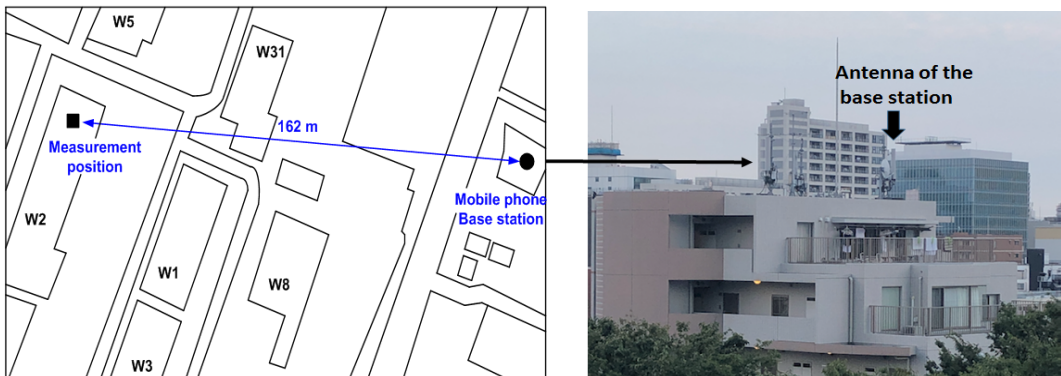 W5
W31
162 m
Measurement
position
Mobile phone
Base station
W2
W1
W8
W3
Antenna of the
base station